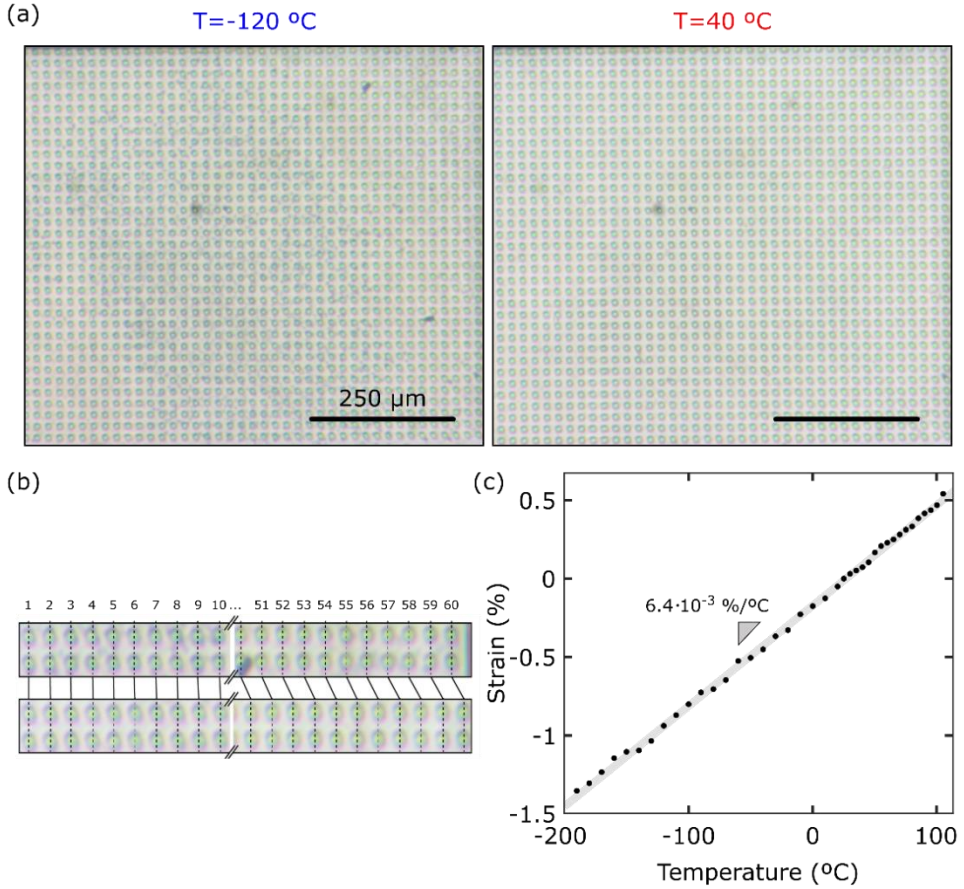 (a)
T=-120 ºC
T=40 ºC
250 µm
(b)
1 2 3 4 5 6 7 8 9 10 ... 51 52 53 54 55 56 57 58 59 60
(c)
0.5
0
-0.5
-1
-1.5
Strain (%)
6.4·10⁻³ %/ºC
-200 -100 0 100
Temperature (ºC)